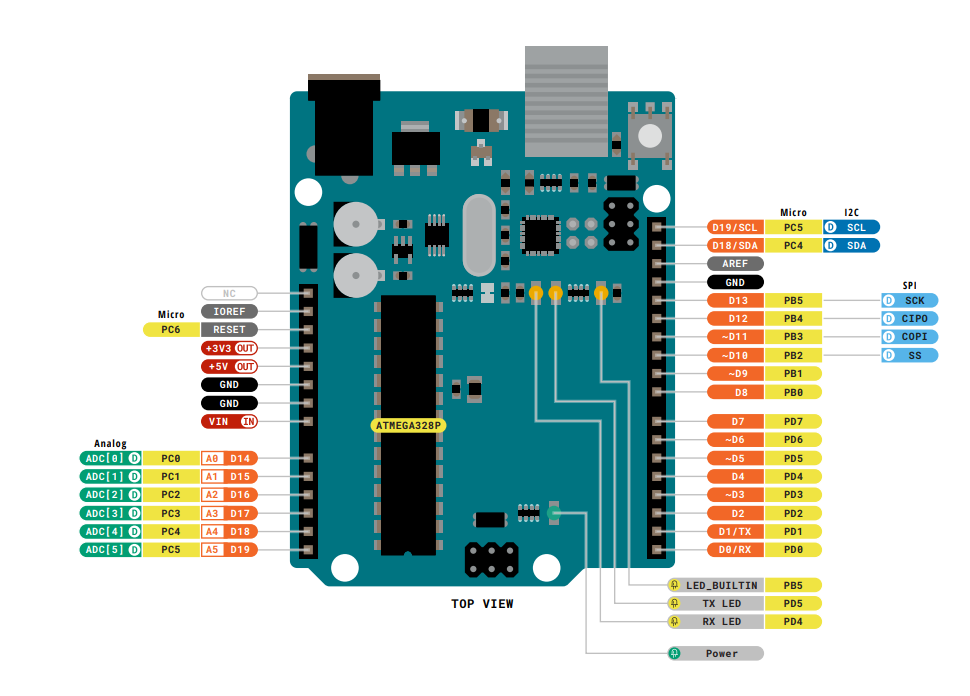 Micro I2C
D19/SCL PC5 D SCL
D18/SDA PC4 D SDA
AREF
GND
SPI
D13 PB5 D SCK
D12 PB4 D CIPO
~D11 PB3 D COPI
~D10 PB2 D SS
~D9 PB1
D8 PB0
D7 PD7
~D6 PD6
~D5 PD5
D4 PD4
~D3 PD3
D2 PD2
D1/TX PD1
D0/RX PD0
NC
IOREF
Micro
PC6 RESET
+3V3 OUT
+5V OUT
GND
GND
VIN IN
Analog
ADC[0] D PC0 A0 D14
ADC[1] D PC1 A1 D15
ADC[2] D PC2 A2 D16
ADC[3] D PC3 A3 D17
ADC[4] D PC4 A4 D18
ADC[5] D PC5 A5 D19
ATMEGA328P
TOP VIEW
LED_BUILTIN PB5
TX LED PD5
RX LED PD4
Power